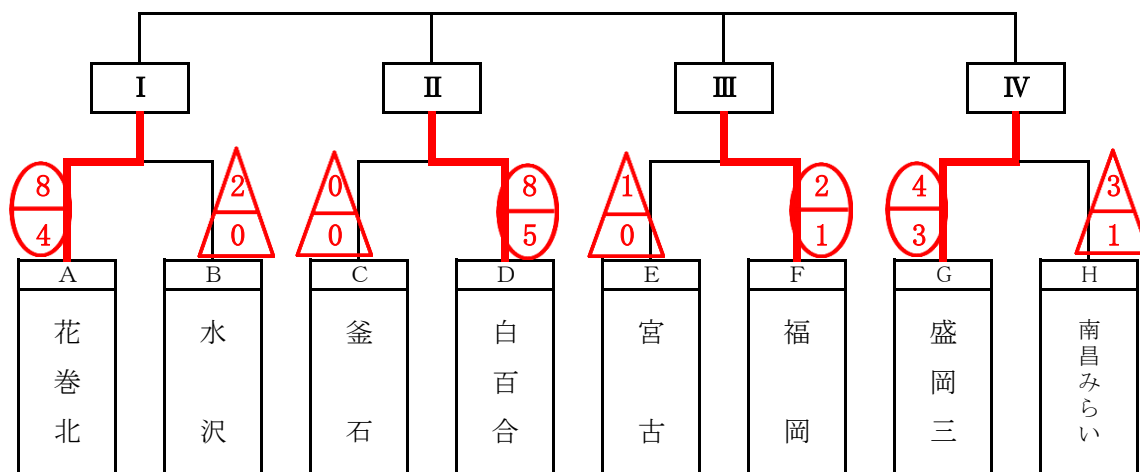 Ⅰ Ⅱ Ⅲ Ⅳ
8 2 0 8 1 2 4 3
4 0 0 5 0 1 3 1
A B C D E F G H
花巻北
水沢
釜石
白百合
宮古
福岡
盛岡三
南昌みらい